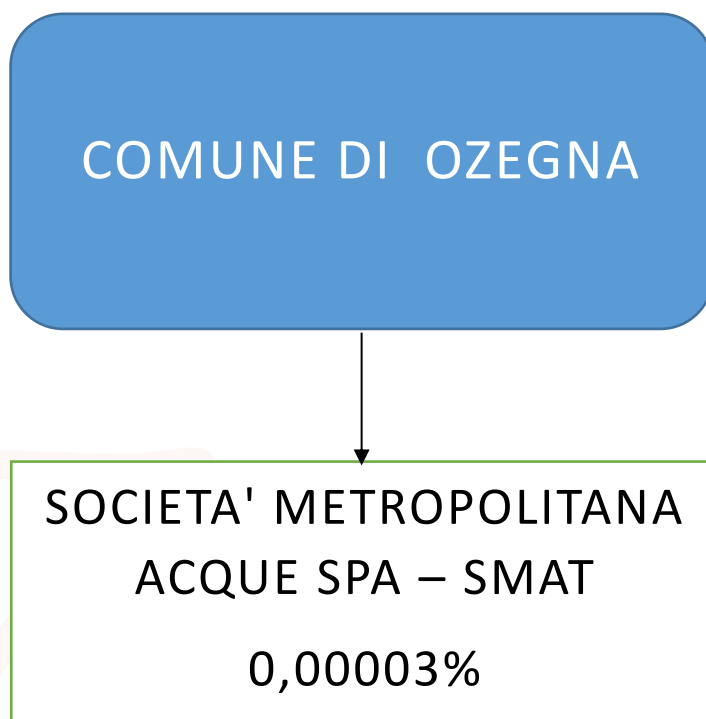 COMUNE DI OZEGNA
SOCIETA' METROPOLITANA
ACQUE SPA – SMAT
0,00003%